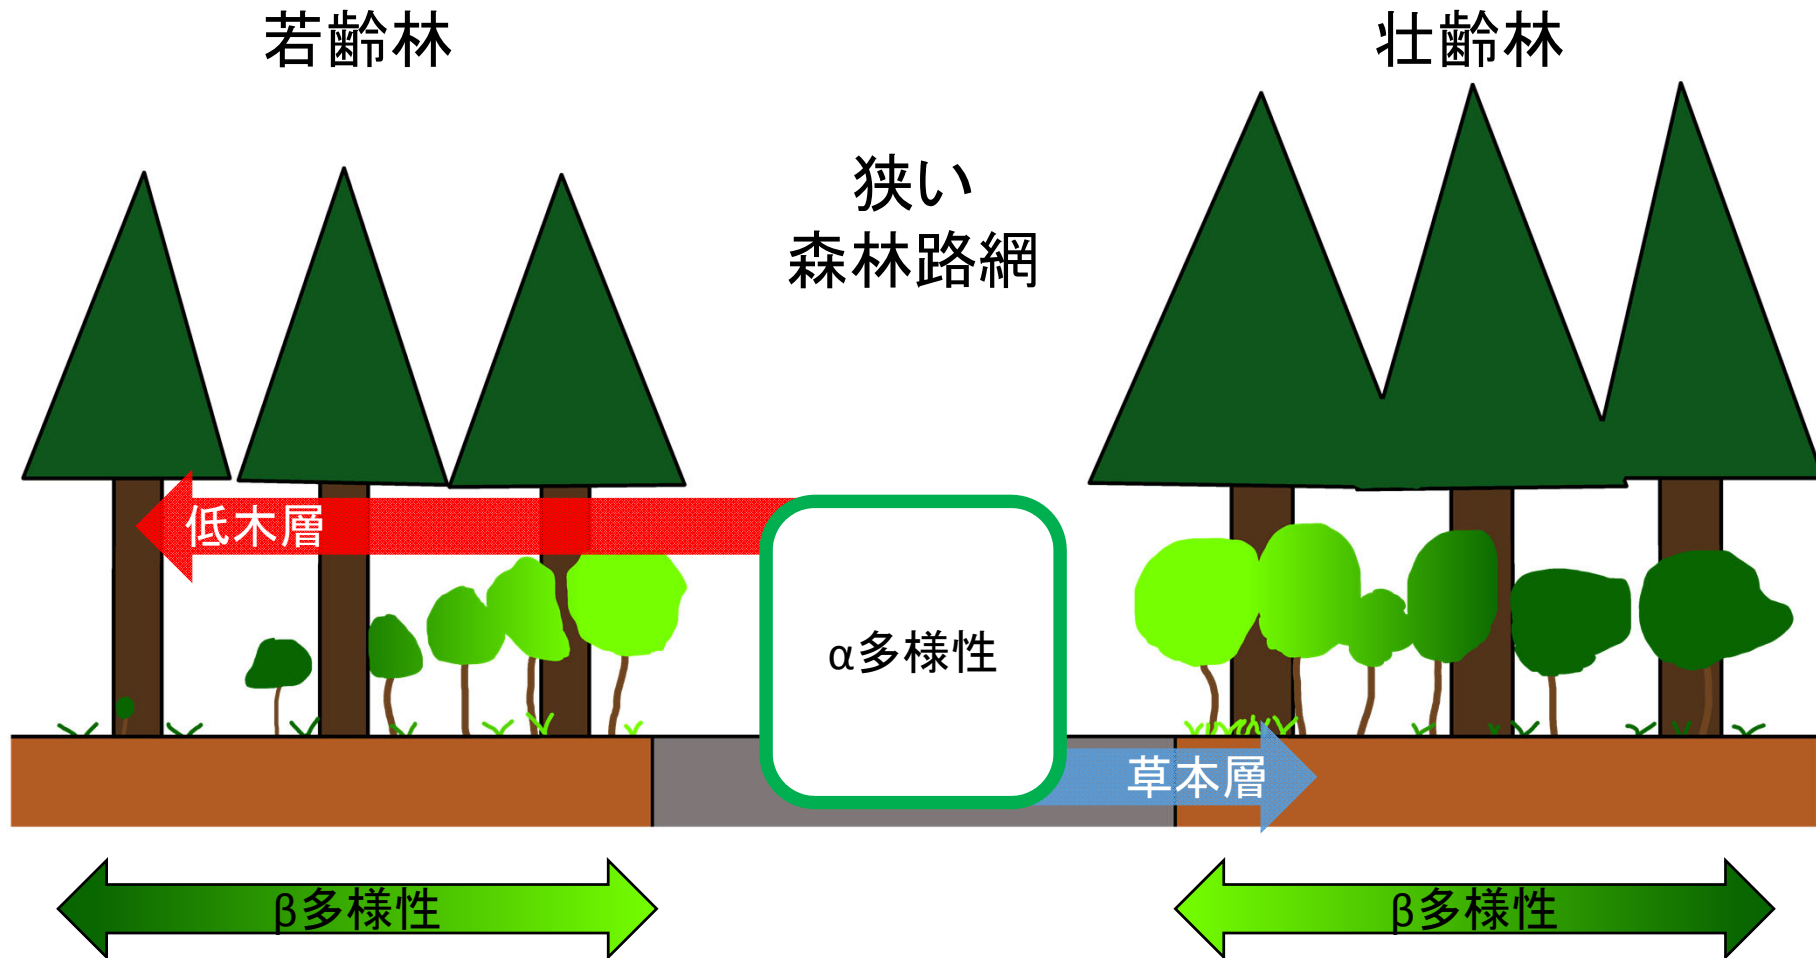 若齢林
壮齢林
狭い
森林路網
低木層
α多様性
草本層
β多様性
β多様性